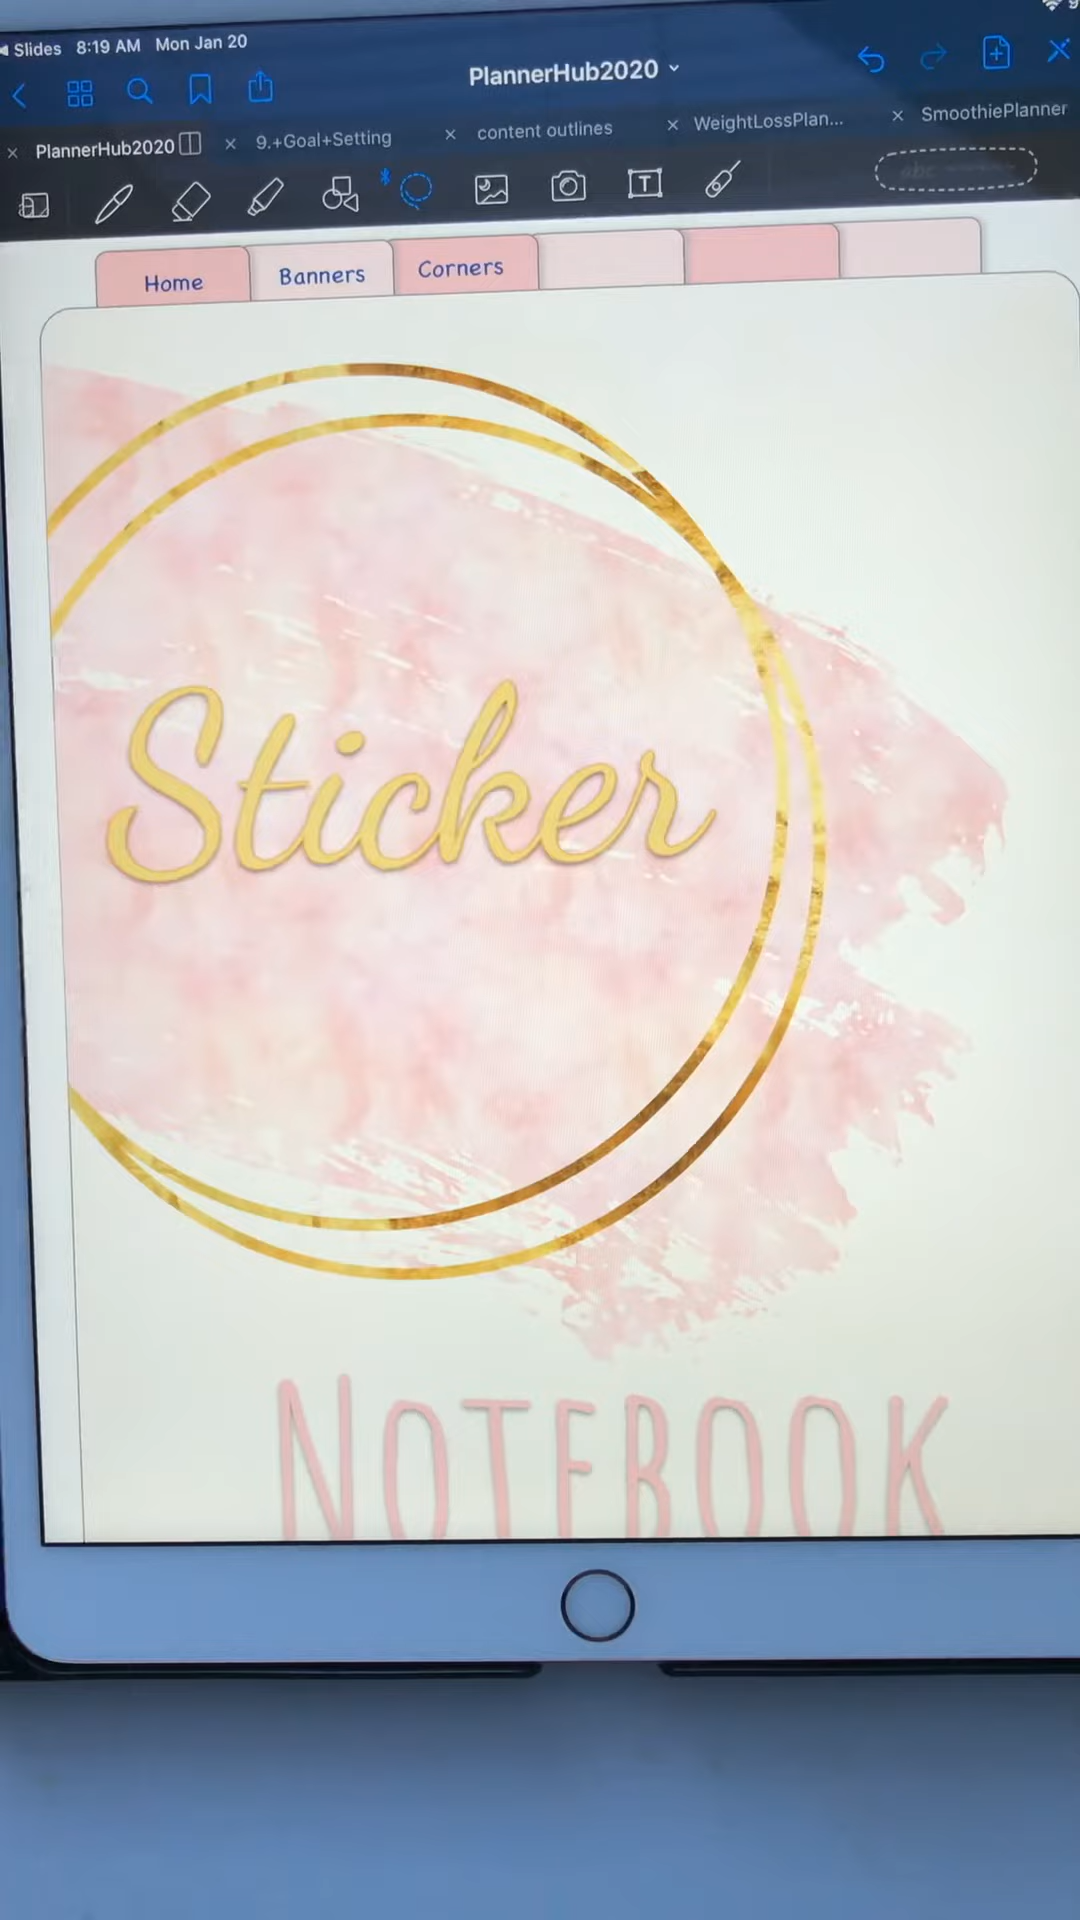 Slides 8:19 AM Mon Jan 20
PlannerHub2020
PlannerHub2020 9.+Goal+Setting content outlines WeightLossPlan... SmoothiePlanner
T
Home Banners Corners
Sticker
NOTEBOOK